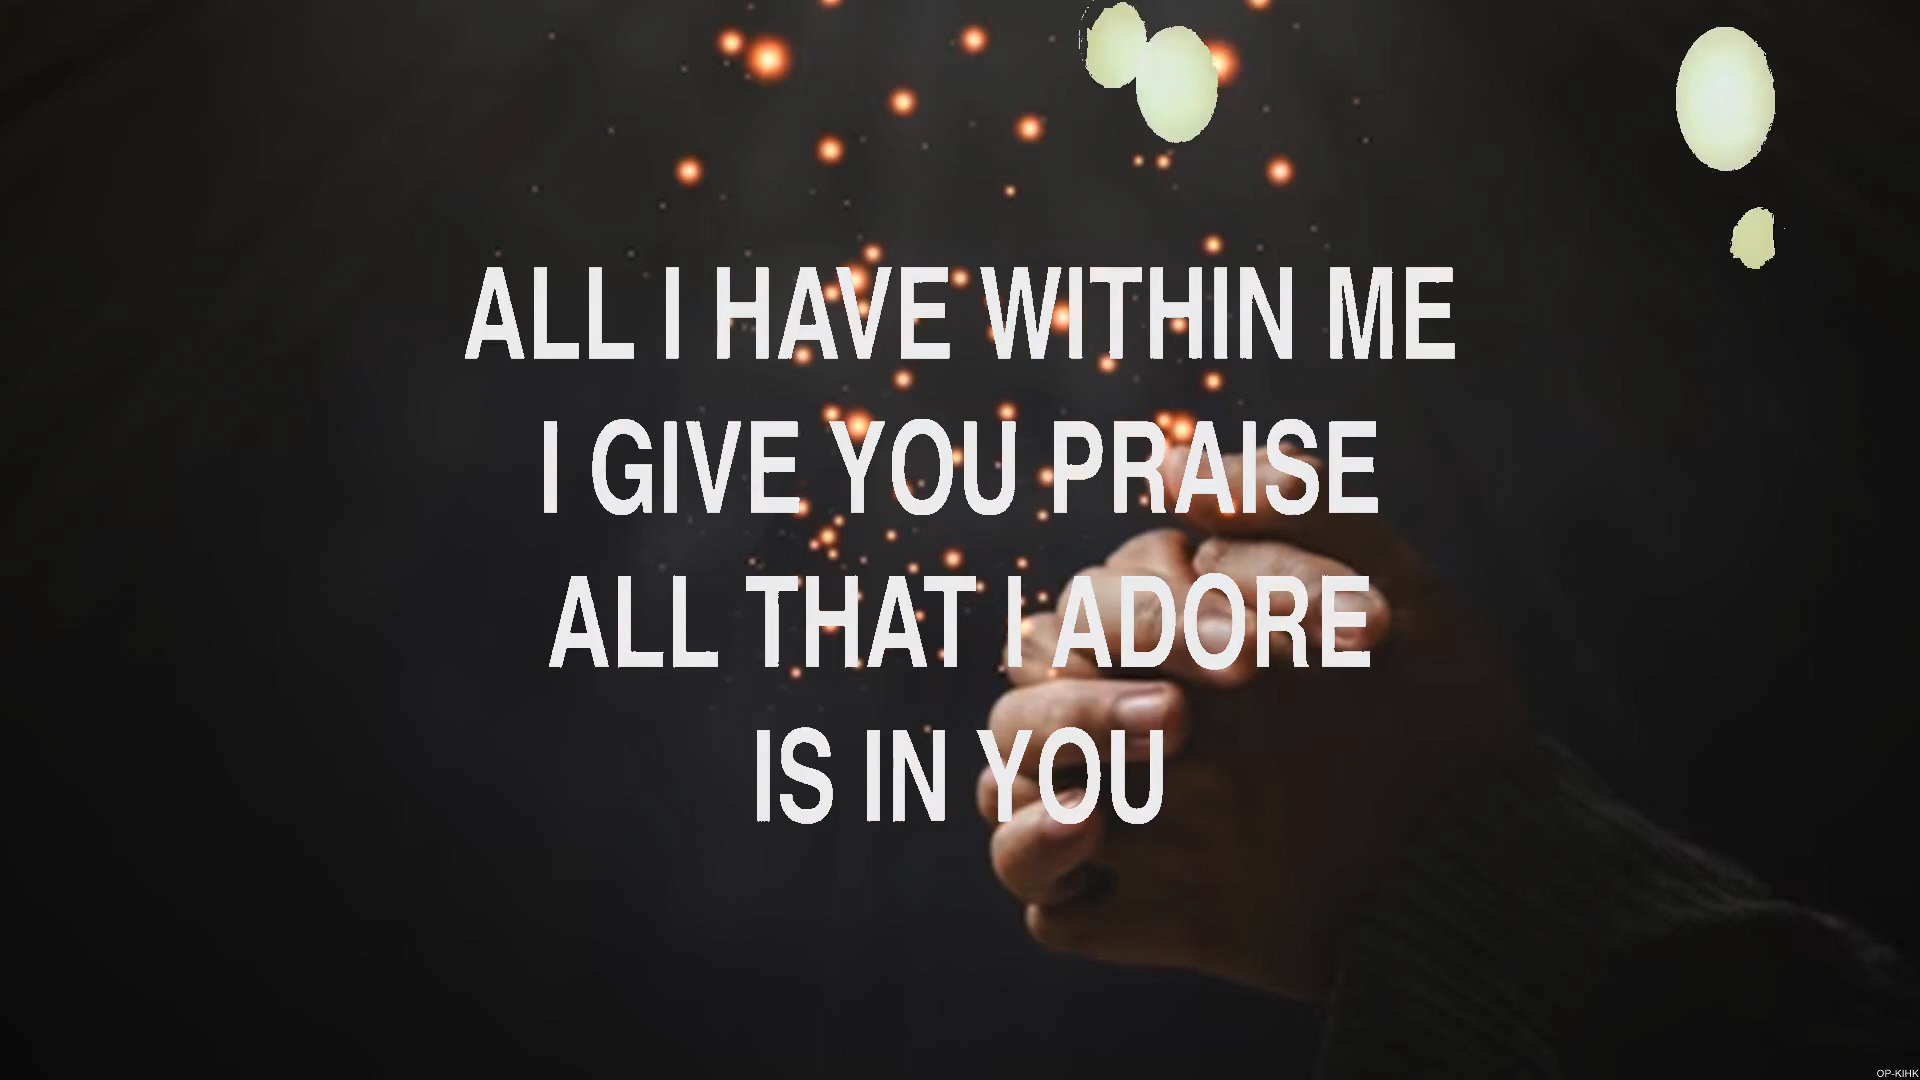 ALL I HAVE WITHIN ME
I GIVE YOU PRAISE
ALL THAT I ADORE
IS IN YOU
OP-KIHK